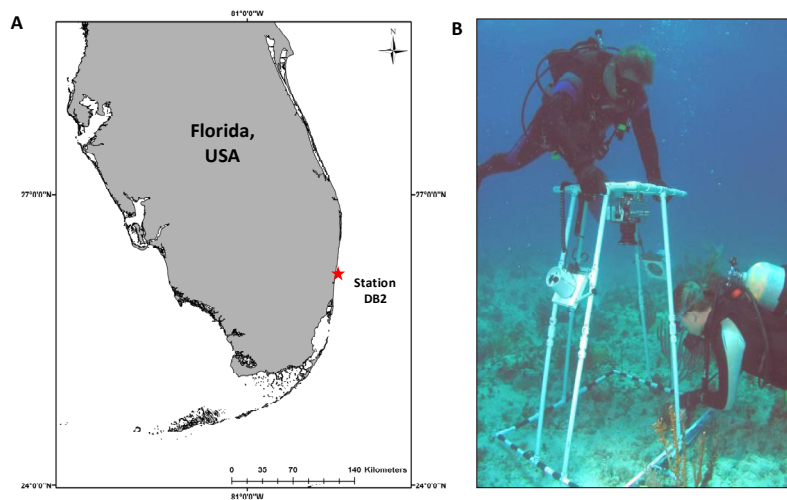 A
81°0'0"W
B
N
Florida,
USA
27°0'0"N
27°0'0"N
Station
DB2
0 35 70 140 Kilometers
24°0'0"N
24°0'0"N
81°0'0"W